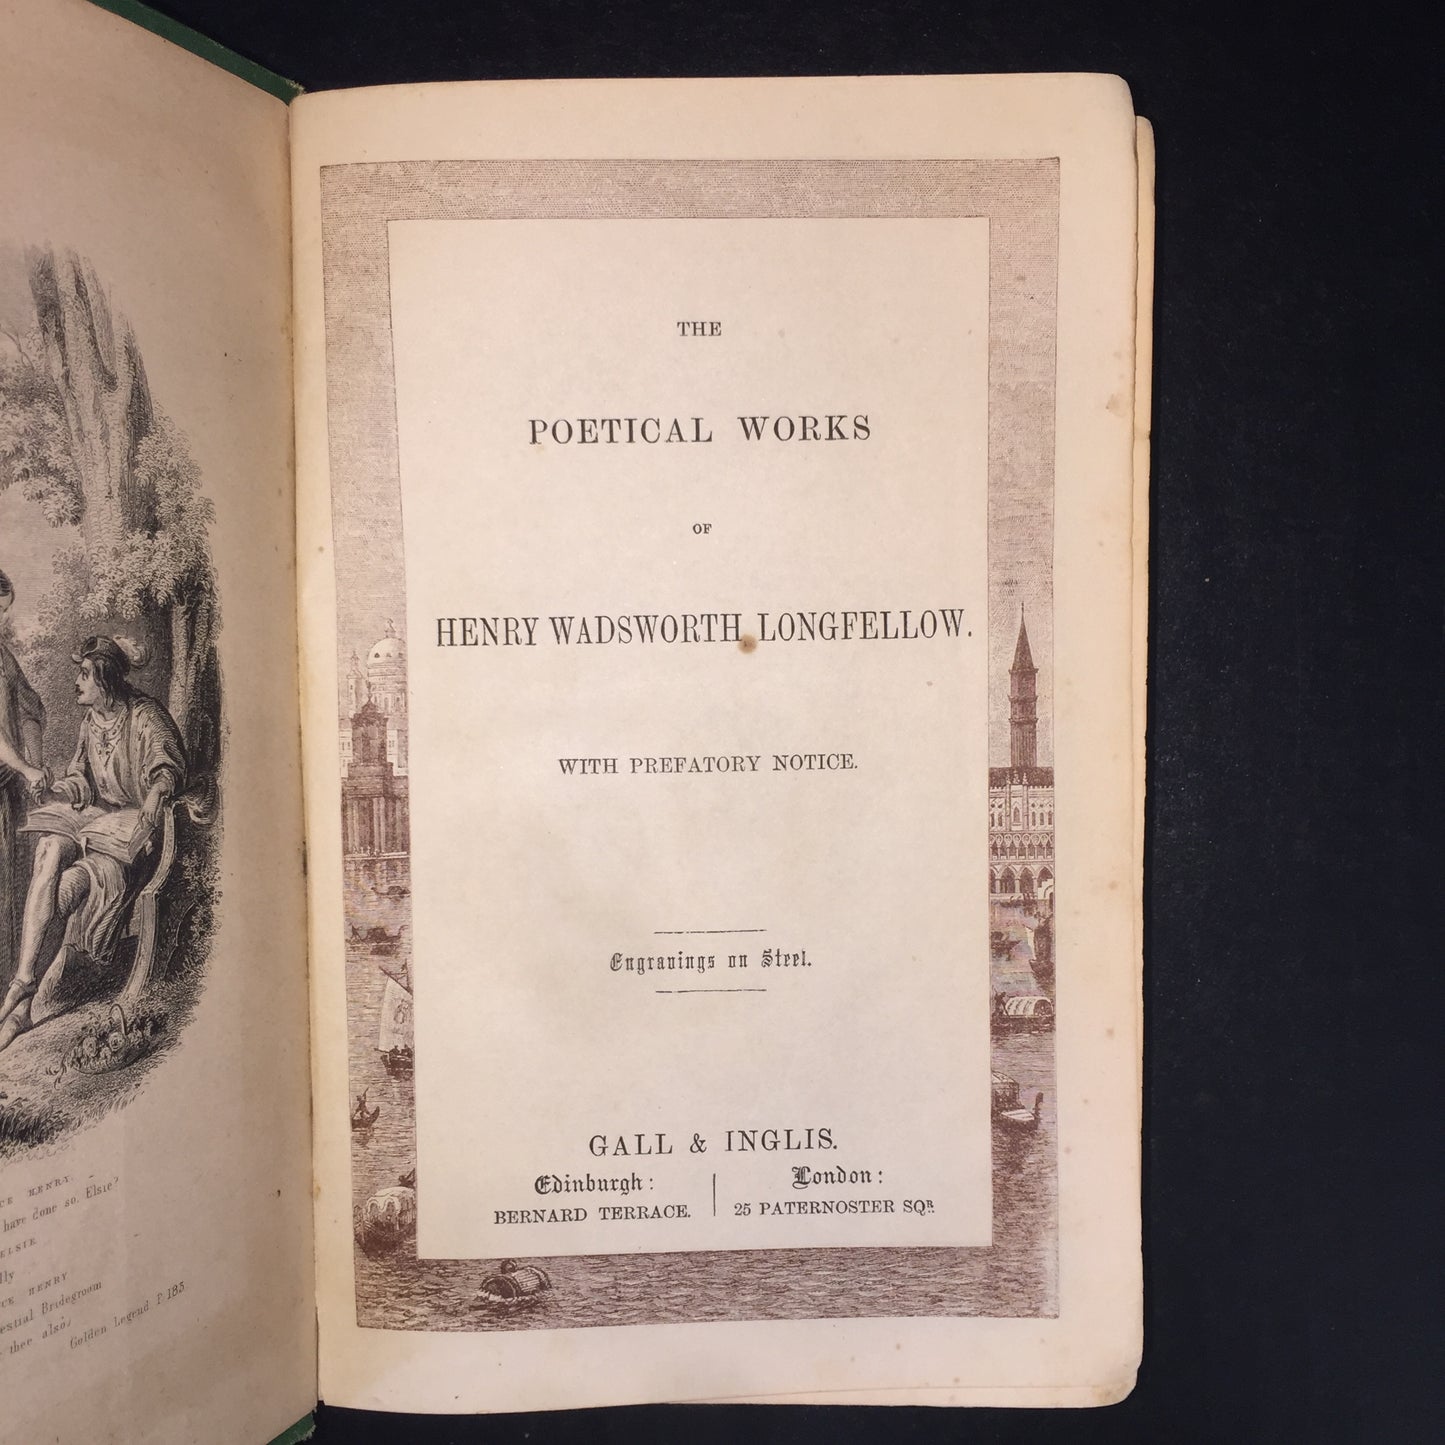 HENRY.
have done so, Elsie?
ELSIE
HENRY
Bridegroom
thee also,
Golden Legend P. 185.
THE
POETICAL WORKS
OF
HENRY WADSWORTH LONGFELLOW.
WITH PREFATORY NOTICE.
Engravings on Steel.
GALL & INGLIS.
Edinburgh: London:
BERNARD TERRACE. 25 PATERNOSTER SQR.